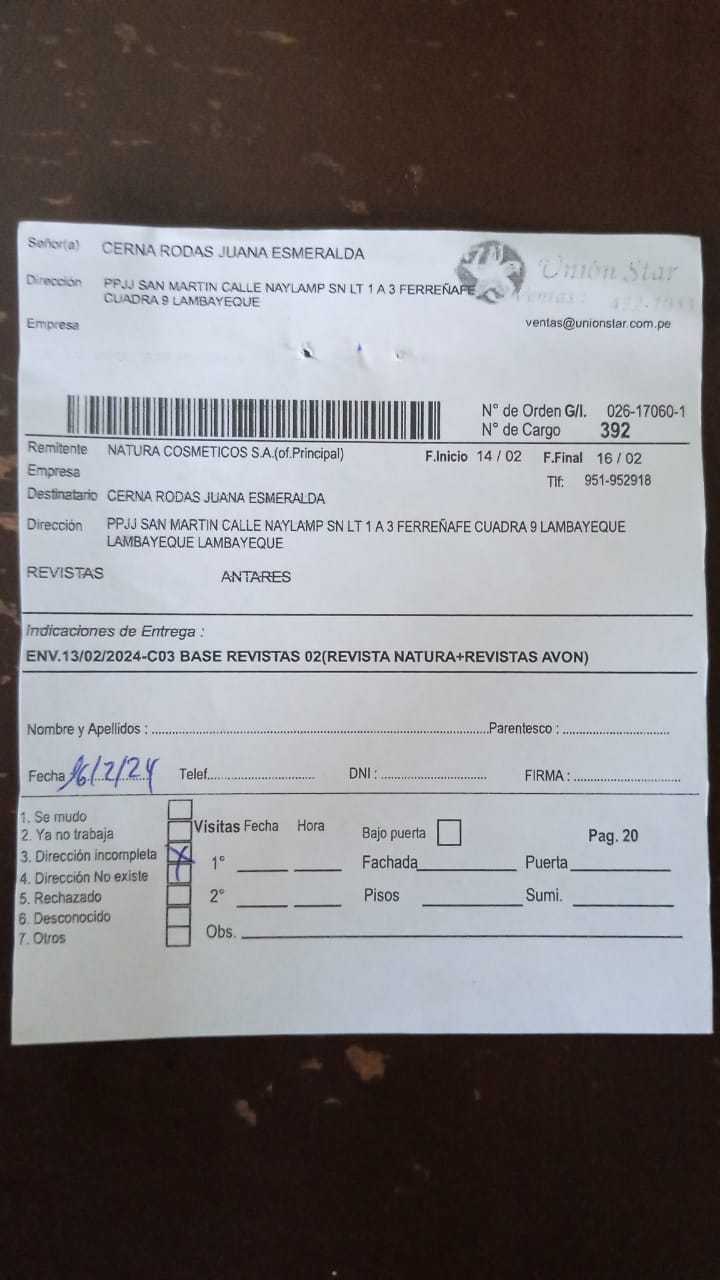 Señor(a) CERNA RODAS JUANA ESMERALDA
Unión Star
Dirección PPJJ SAN MARTIN CALLE NAYLAMP SN LT 1 A 3 FERREÑAFE
CUADRA 9 LAMBAYEQUE
Ventas:
Empresa
ventas@unionstar.com.pe
N° de Orden G/I. 026-17060-1
N° de Cargo 392
Remitente NATURA COSMETICOS S.A.(of.Principal)
F.Inicio 14 / 02 F.Final 16 / 02
Empresa
Tlf: 951-952918
Destinatario CERNA RODAS JUANA ESMERALDA
Dirección PPJJ SAN MARTIN CALLE NAYLAMP SN LT 1 A 3 FERREÑAFE CUADRA 9 LAMBAYEQUE
LAMBAYEQUE LAMBAYEQUE
REVISTAS ANTARES
Indicaciones de Entrega :
ENV.13/02/2024-C03 BASE REVISTAS 02(REVISTA NATURA+REVISTAS AVON)
Nombre y Apellidos : Parentesco :
Fecha 16/2/24 Telef. DNI : FIRMA :
1. Se mudo
2. Ya no trabaja
3. Dirección incompleta X
4. Dirección No existe
5. Rechazado
6. Desconocido
7. Otros
Visitas Fecha Hora Bajo puerta Pag. 20
1° Fachada Puerta
2° Pisos Sumi.
Obs.